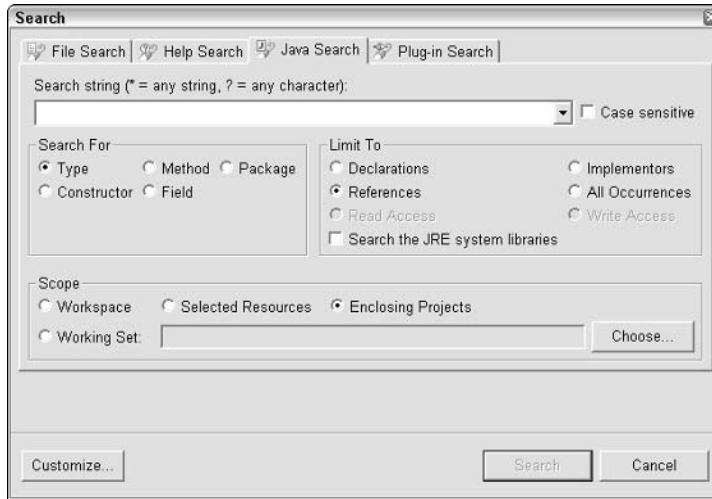 Search
File Search Help Search Java Search Plug-in Search
Search string (* = any string, ? = any character):
Case sensitive
Search For
Type Method Package
Constructor Field
Limit To
Declarations Implementors
References All Occurrences
Read Access Write Access
Search the JRE system libraries
Scope
Workspace Selected Resources Enclosing Projects
Working Set: Choose...
Customize... Search Cancel